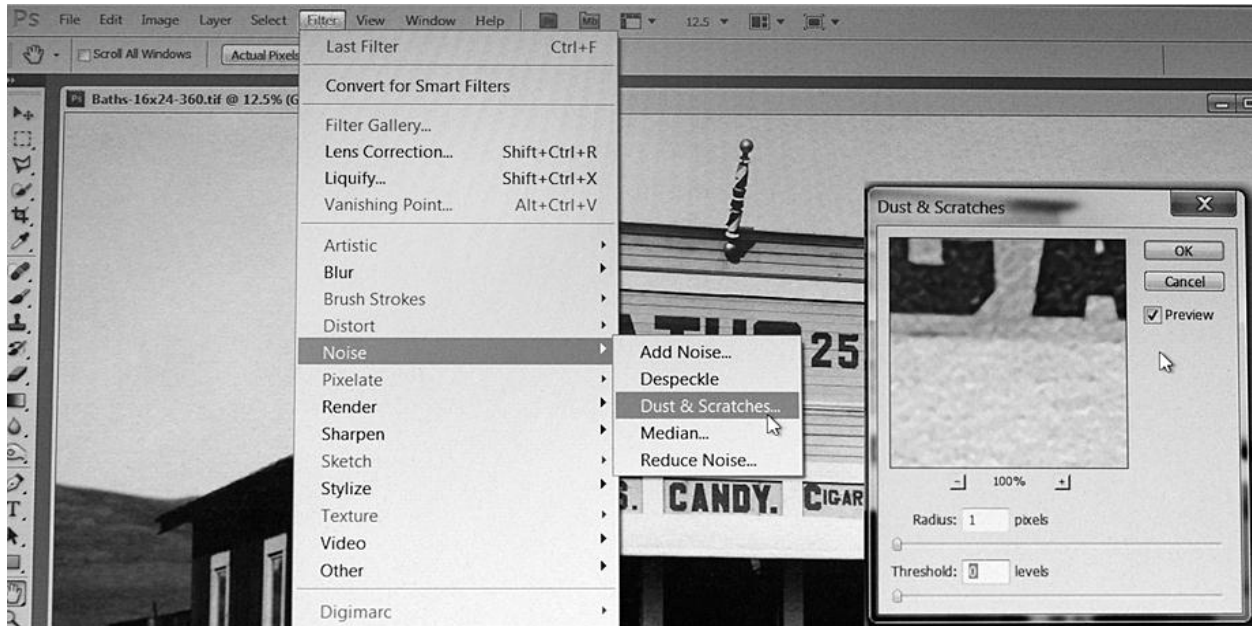 PS File Edit Image Layer Select Filter View Window Help Mb 12.5
Scroll All Windows Actual Pixels
Last Filter Ctrl+F
Convert for Smart Filters
Baths-16x24-360.tif @ 12.5% (G
Filter Gallery...
Lens Correction... Shift+Ctrl+R
Liquify... Shift+Ctrl+X
Vanishing Point... Alt+Ctrl+V
Artistic
Blur
Brush Strokes
Distort
Noise
Pixelate
Render
Sharpen
Sketch
Stylize
Texture
Video
Other
Digimarc
Add Noise...
Despeckle
Dust & Scratches...
Median...
Reduce Noise...
25
S. CANDY. CIGAR
Dust & Scratches
OK
Cancel
Preview
100%
Radius: 1 pixels
Threshold: 0 levels